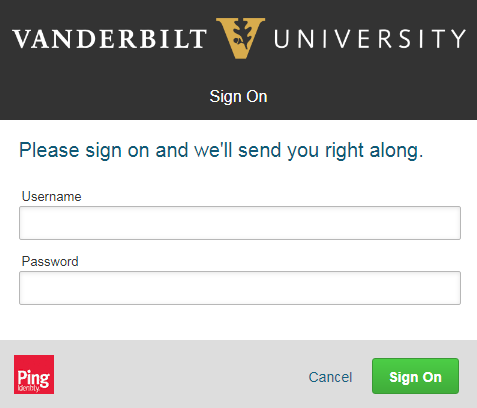 VANDERBILT V UNIVERSITY
Sign On
Please sign on and we'll send you right along.
Username
Password
Ping
Identity.
Cancel
Sign On